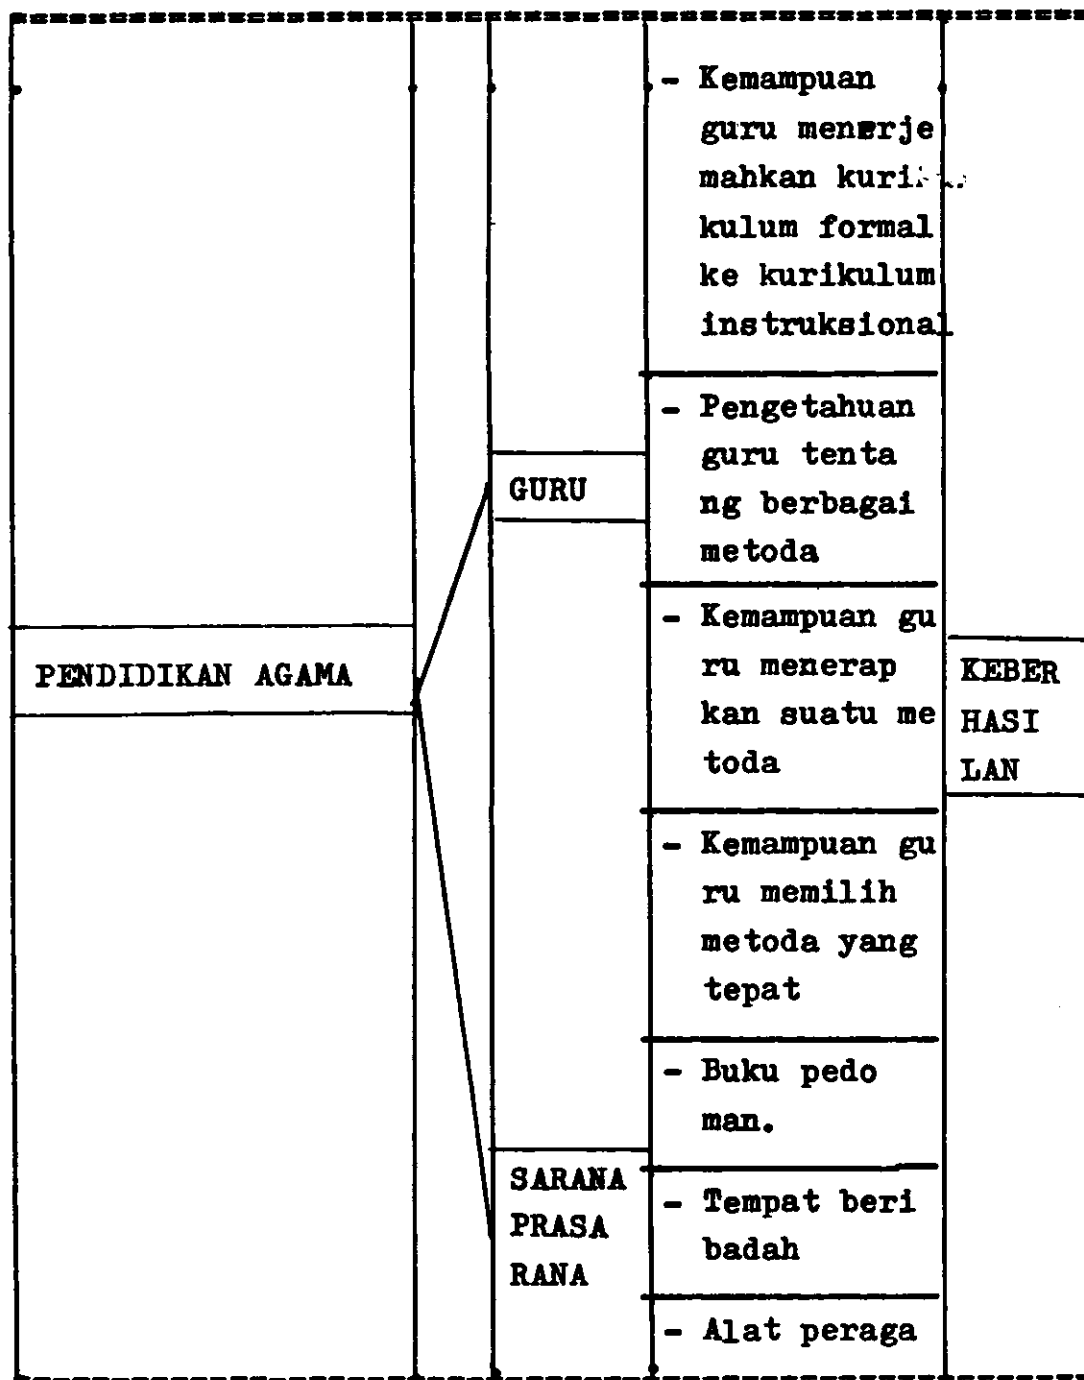 PENDIDIKAN AGAMA
GURU
SARANA
PRASA
RANA
- Kemampuan
guru menerje
mahkan kuri
kulum formal
ke kurikulum
instruksional
- Pengetahuan
guru tenta
ng berbagai
metoda
- Kemampuan gu
ru menerap
kan suatu me
toda
- Kemampuan gu
ru memilih
metoda yang
tepat
- Buku pedo
man.
- Tempat beri
badah
- Alat peraga
KEBER
HASI
LAN